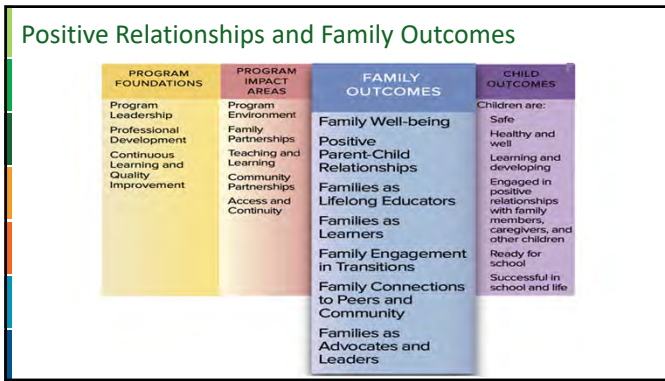 Positive Relationships and Family Outcomes
PROGRAM
FOUNDATIONS
Program
Leadership
Professional
Development
Continuous
Learning and
Quality
Improvement
PROGRAM
IMPACT
AREAS
Program
Environment
Family
Partnerships
Teaching and
Learning
Community
Partnerships
Access and
Continuity
FAMILY
OUTCOMES
Family Well-being
Positive
Parent-Child
Relationships
Families as
Lifelong Educators
Families as
Learners
Family Engagement
in Transitions
Family Connections
to Peers and
Community
Families as
Advocates and
Leaders
CHILD
OUTCOMES
Children are:
Safe
Healthy and
well
Learning and
developing
Engaged in
positive
relationships
with family
members,
caregivers, and
other children
Ready for
school
Successful in
school and life